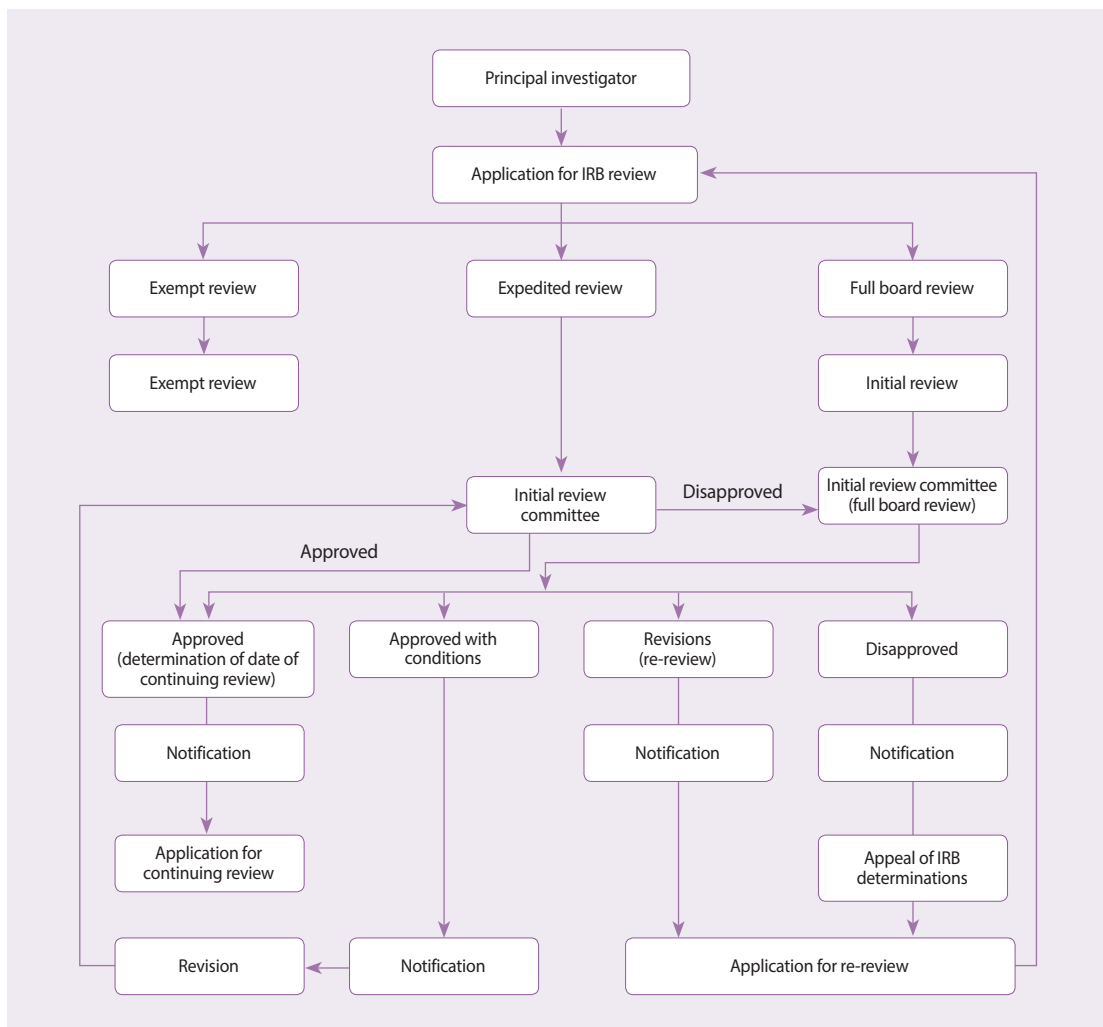 Principal investigator
Application for IRB review
Exempt review
Expedited review
Full board review
Exempt review
Initial review
Initial review
committee
Disapproved
Initial review committee
(full board review)
Approved
Approved
(determination of date of
continuing review)
Approved with
conditions
Revisions
(re-review)
Disapproved
Notification
Notification
Notification
Application for
continuing review
Appeal of IRB
determinations
Revision
Notification
Application for re-review